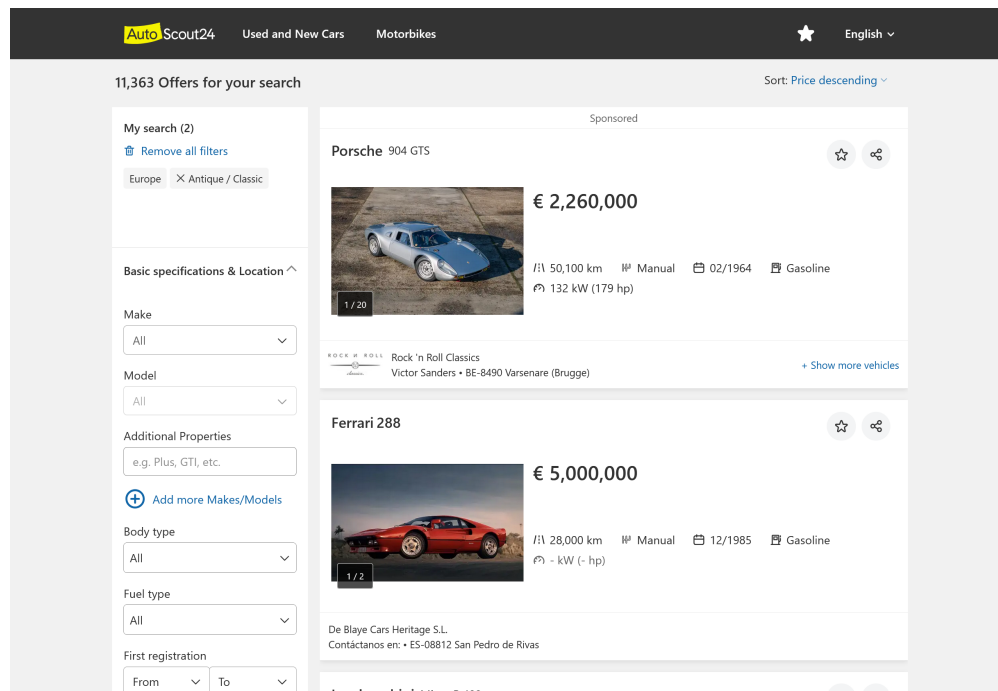 AutoScout24 Used and New Cars Motorbikes English
11,363 Offers for your search
Sort: Price descending
My search (2)
Remove all filters
Europe Antique / Classic
Basic specifications & Location
Make
All
Model
All
Additional Properties
e.g. Plus, GTI, etc.
Add more Makes/Models
Body type
All
Fuel type
All
First registration
From To
Sponsored
Porsche 904 GTS
€ 2,260,000
50,100 km Manual 02/1964 Gasoline
132 kW (179 hp)
1 / 20
ROCK N ROLL
classics
Rock 'n Roll Classics
Victor Sanders • BE-8490 Varsenare (Brugge)
+ Show more vehicles
Ferrari 288
€ 5,000,000
28,000 km Manual 12/1985 Gasoline
- kW (- hp)
1 / 2
De Blaye Cars Heritage S.L.
Contáctanos en: • ES-08812 San Pedro de Rivas